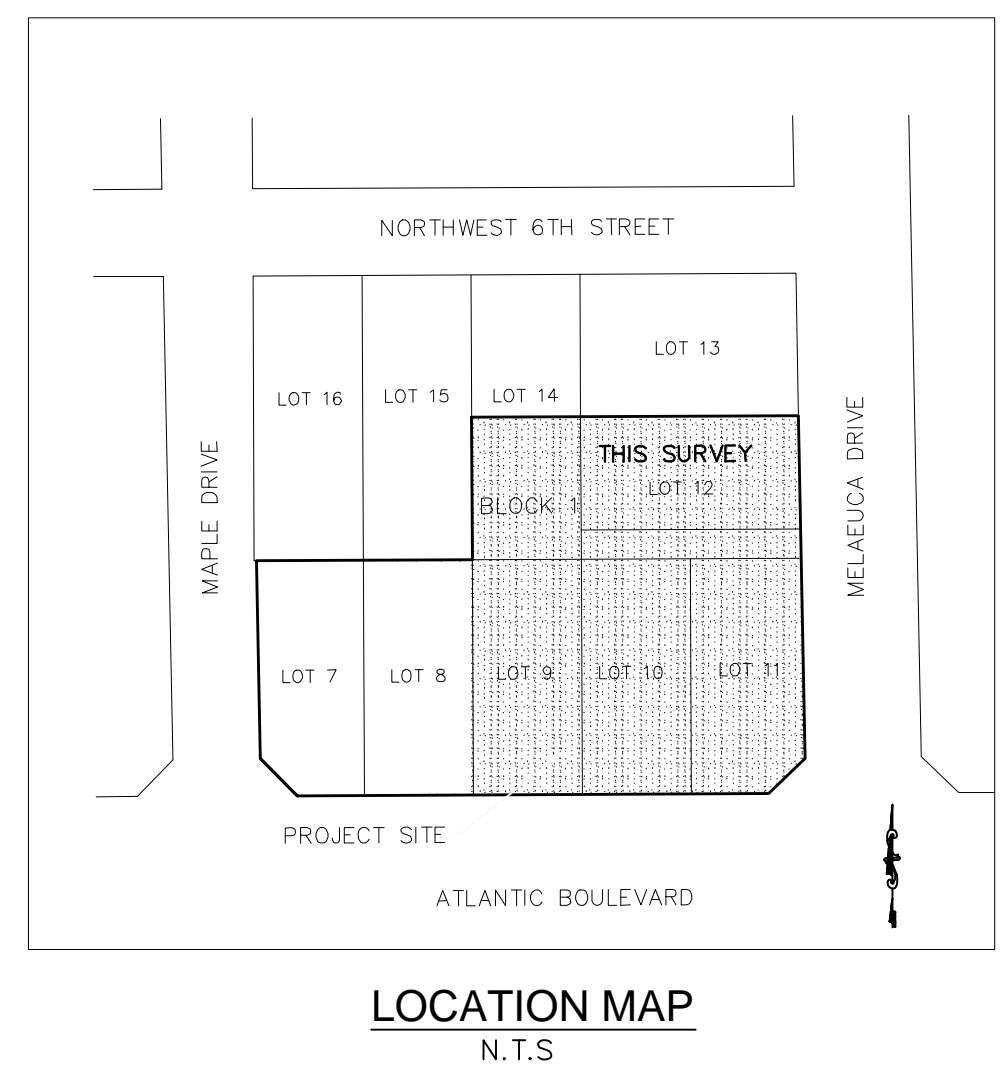 NORTHWEST 6TH STREET
LOT 13
LOT 16
LOT 15
LOT 14
MAPLE DRIVE
MELAEUCA DRIVE
THIS SURVEY
LOT 12
BLOCK 1
LOT 7
LOT 8
LOT 9
LOT 10
LOT 11
PROJECT SITE
ATLANTIC BOULEVARD
LOCATION MAP
N.T.S